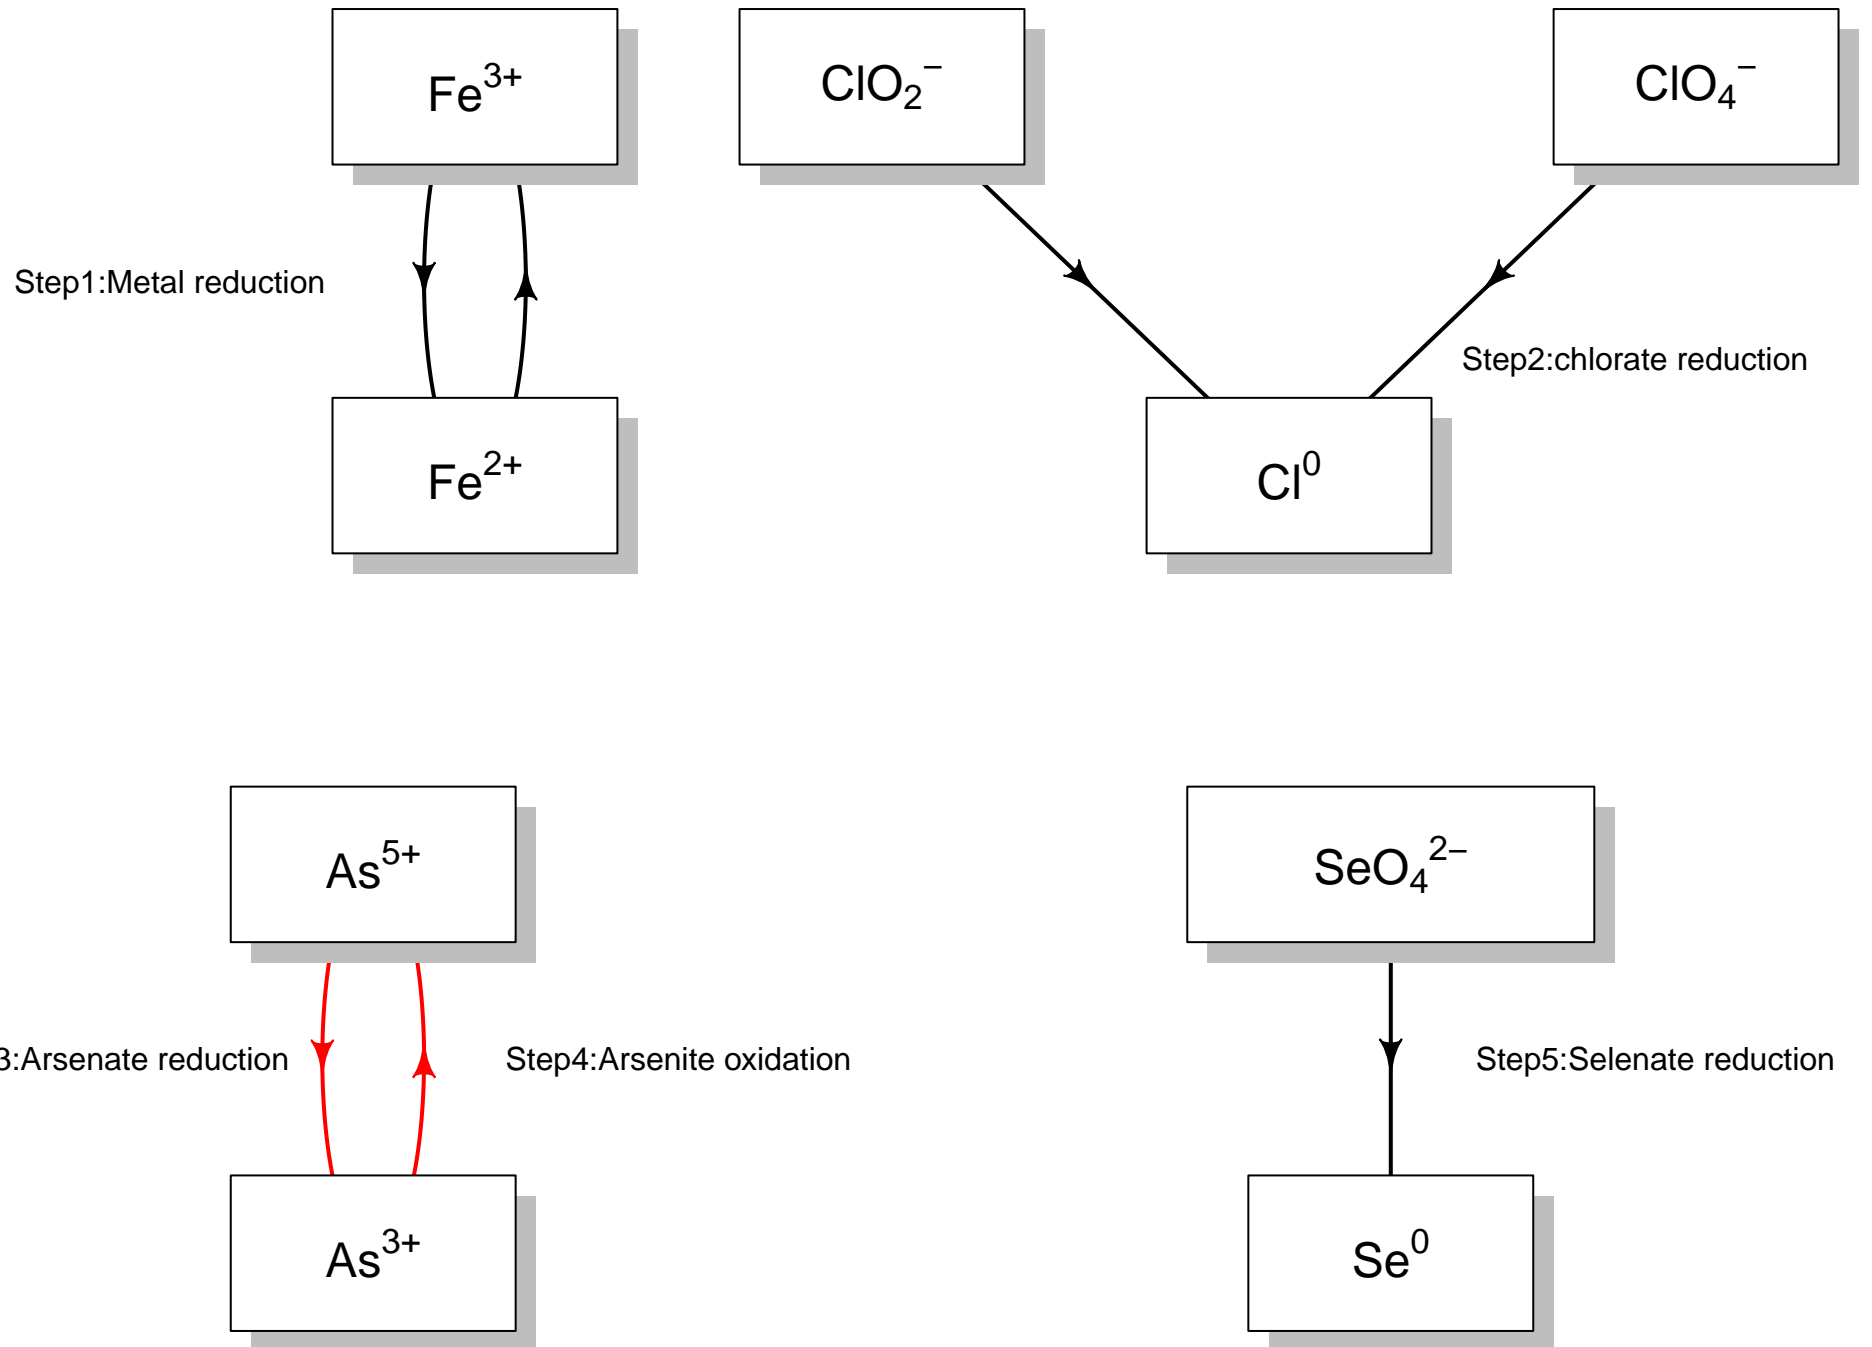 Fe³⁺
ClO₂⁻
ClO₄⁻
Step1:Metal reduction
Step2:chlorate reduction
Fe²⁺
Cl⁰
As⁵⁺
SeO₄²⁻
3:Arsenate reduction
Step4:Arsenite oxidation
Step5:Selenate reduction
As³⁺
Se⁰